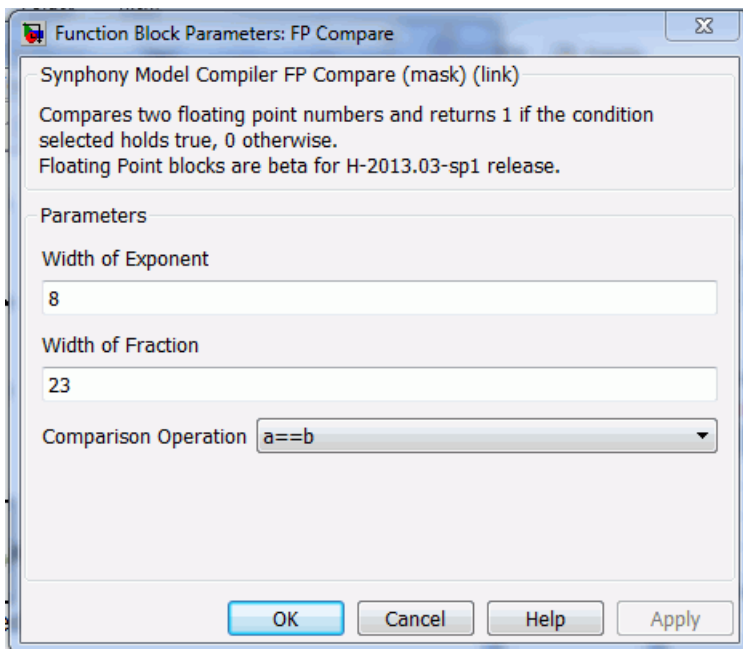 Function Block Parameters: FP Compare
Synphony Model Compiler FP Compare (mask) (link)
Compares two floating point numbers and returns 1 if the condition
selected holds true, 0 otherwise.
Floating Point blocks are beta for H-2013.03-sp1 release.
Parameters
Width of Exponent
8
Width of Fraction
23
Comparison Operation a==b
OK Cancel Help Apply